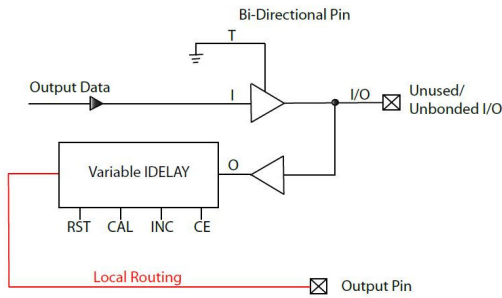 Bi-Directional Pin
T
Output Data
I
I/O
Unused/
Unbonded I/O
Variable IDELAY
O
RST CAL INC CE
Local Routing
Output Pin